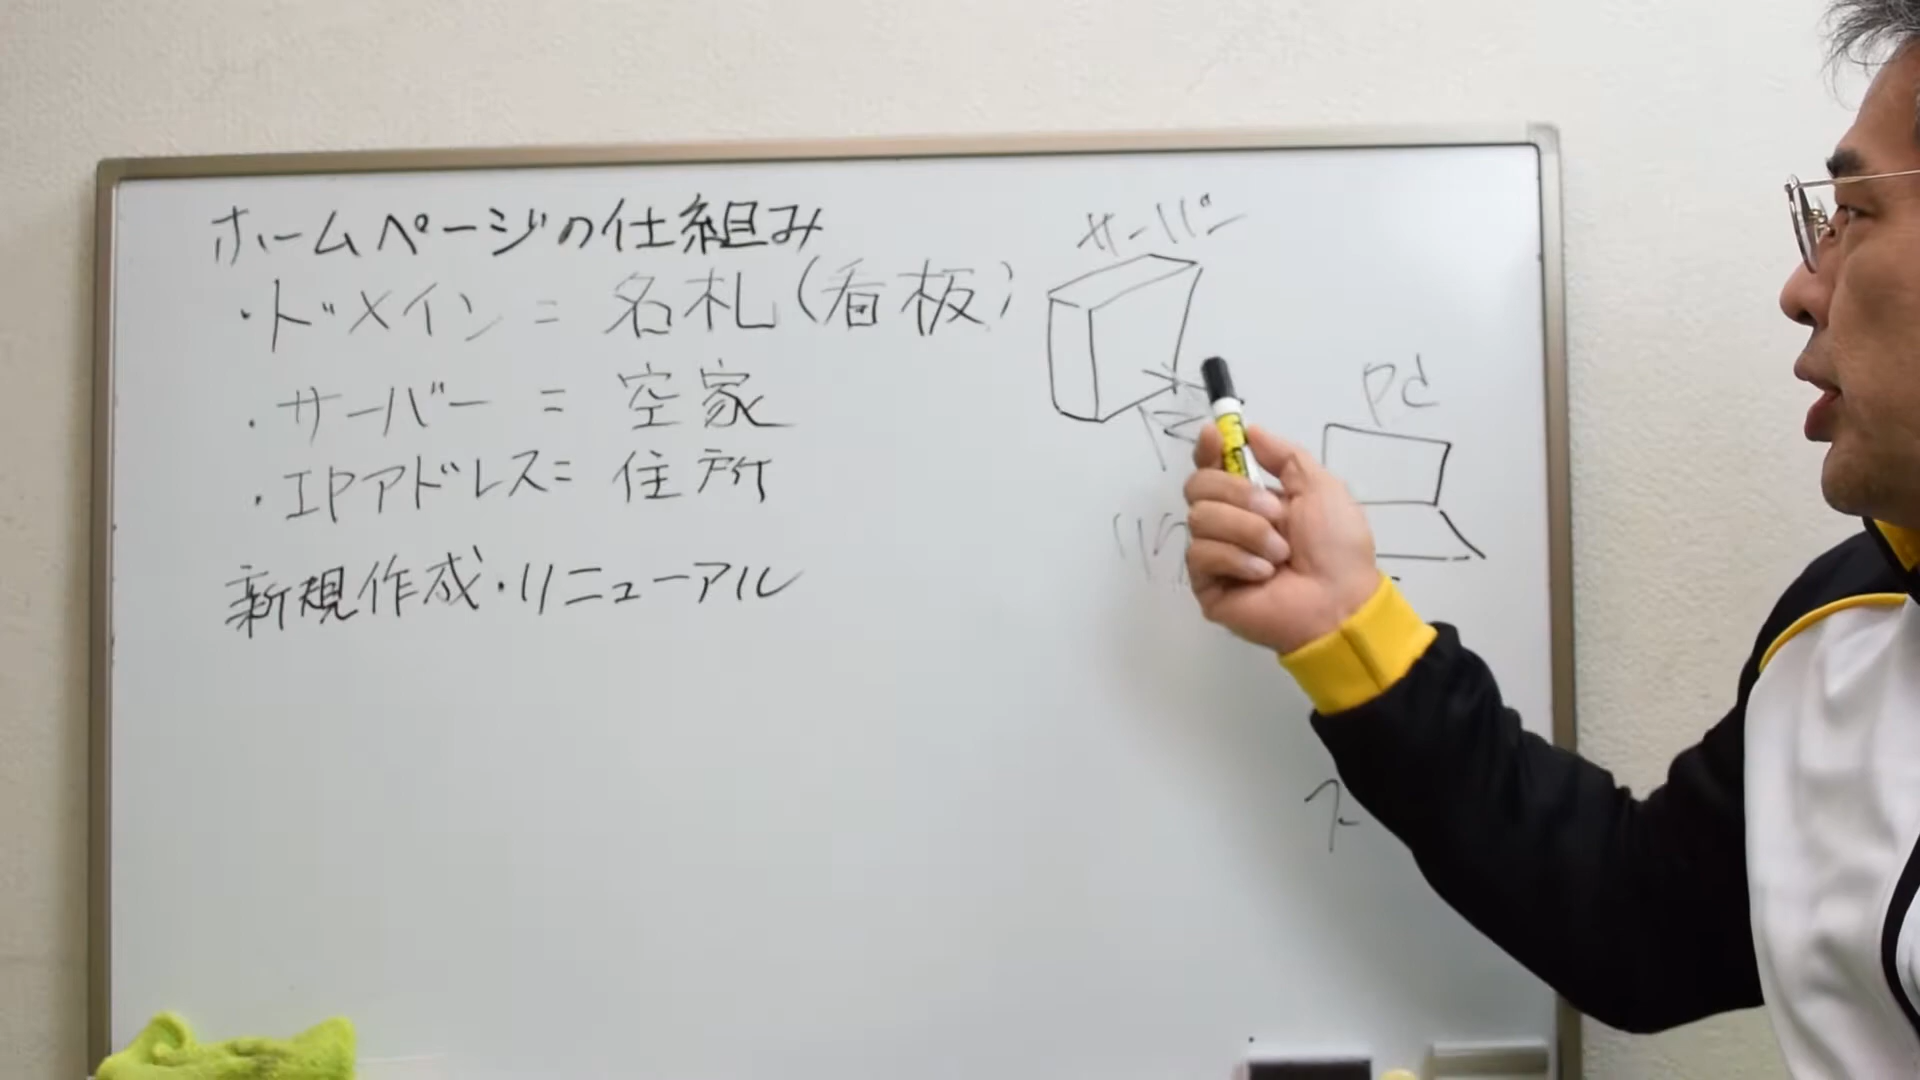 ホームページの仕組み
・ドメイン = 名札(看板)
・サーバー = 空家
・IPアドレス= 住所
新規作成・リニューアル
サーバー
PC